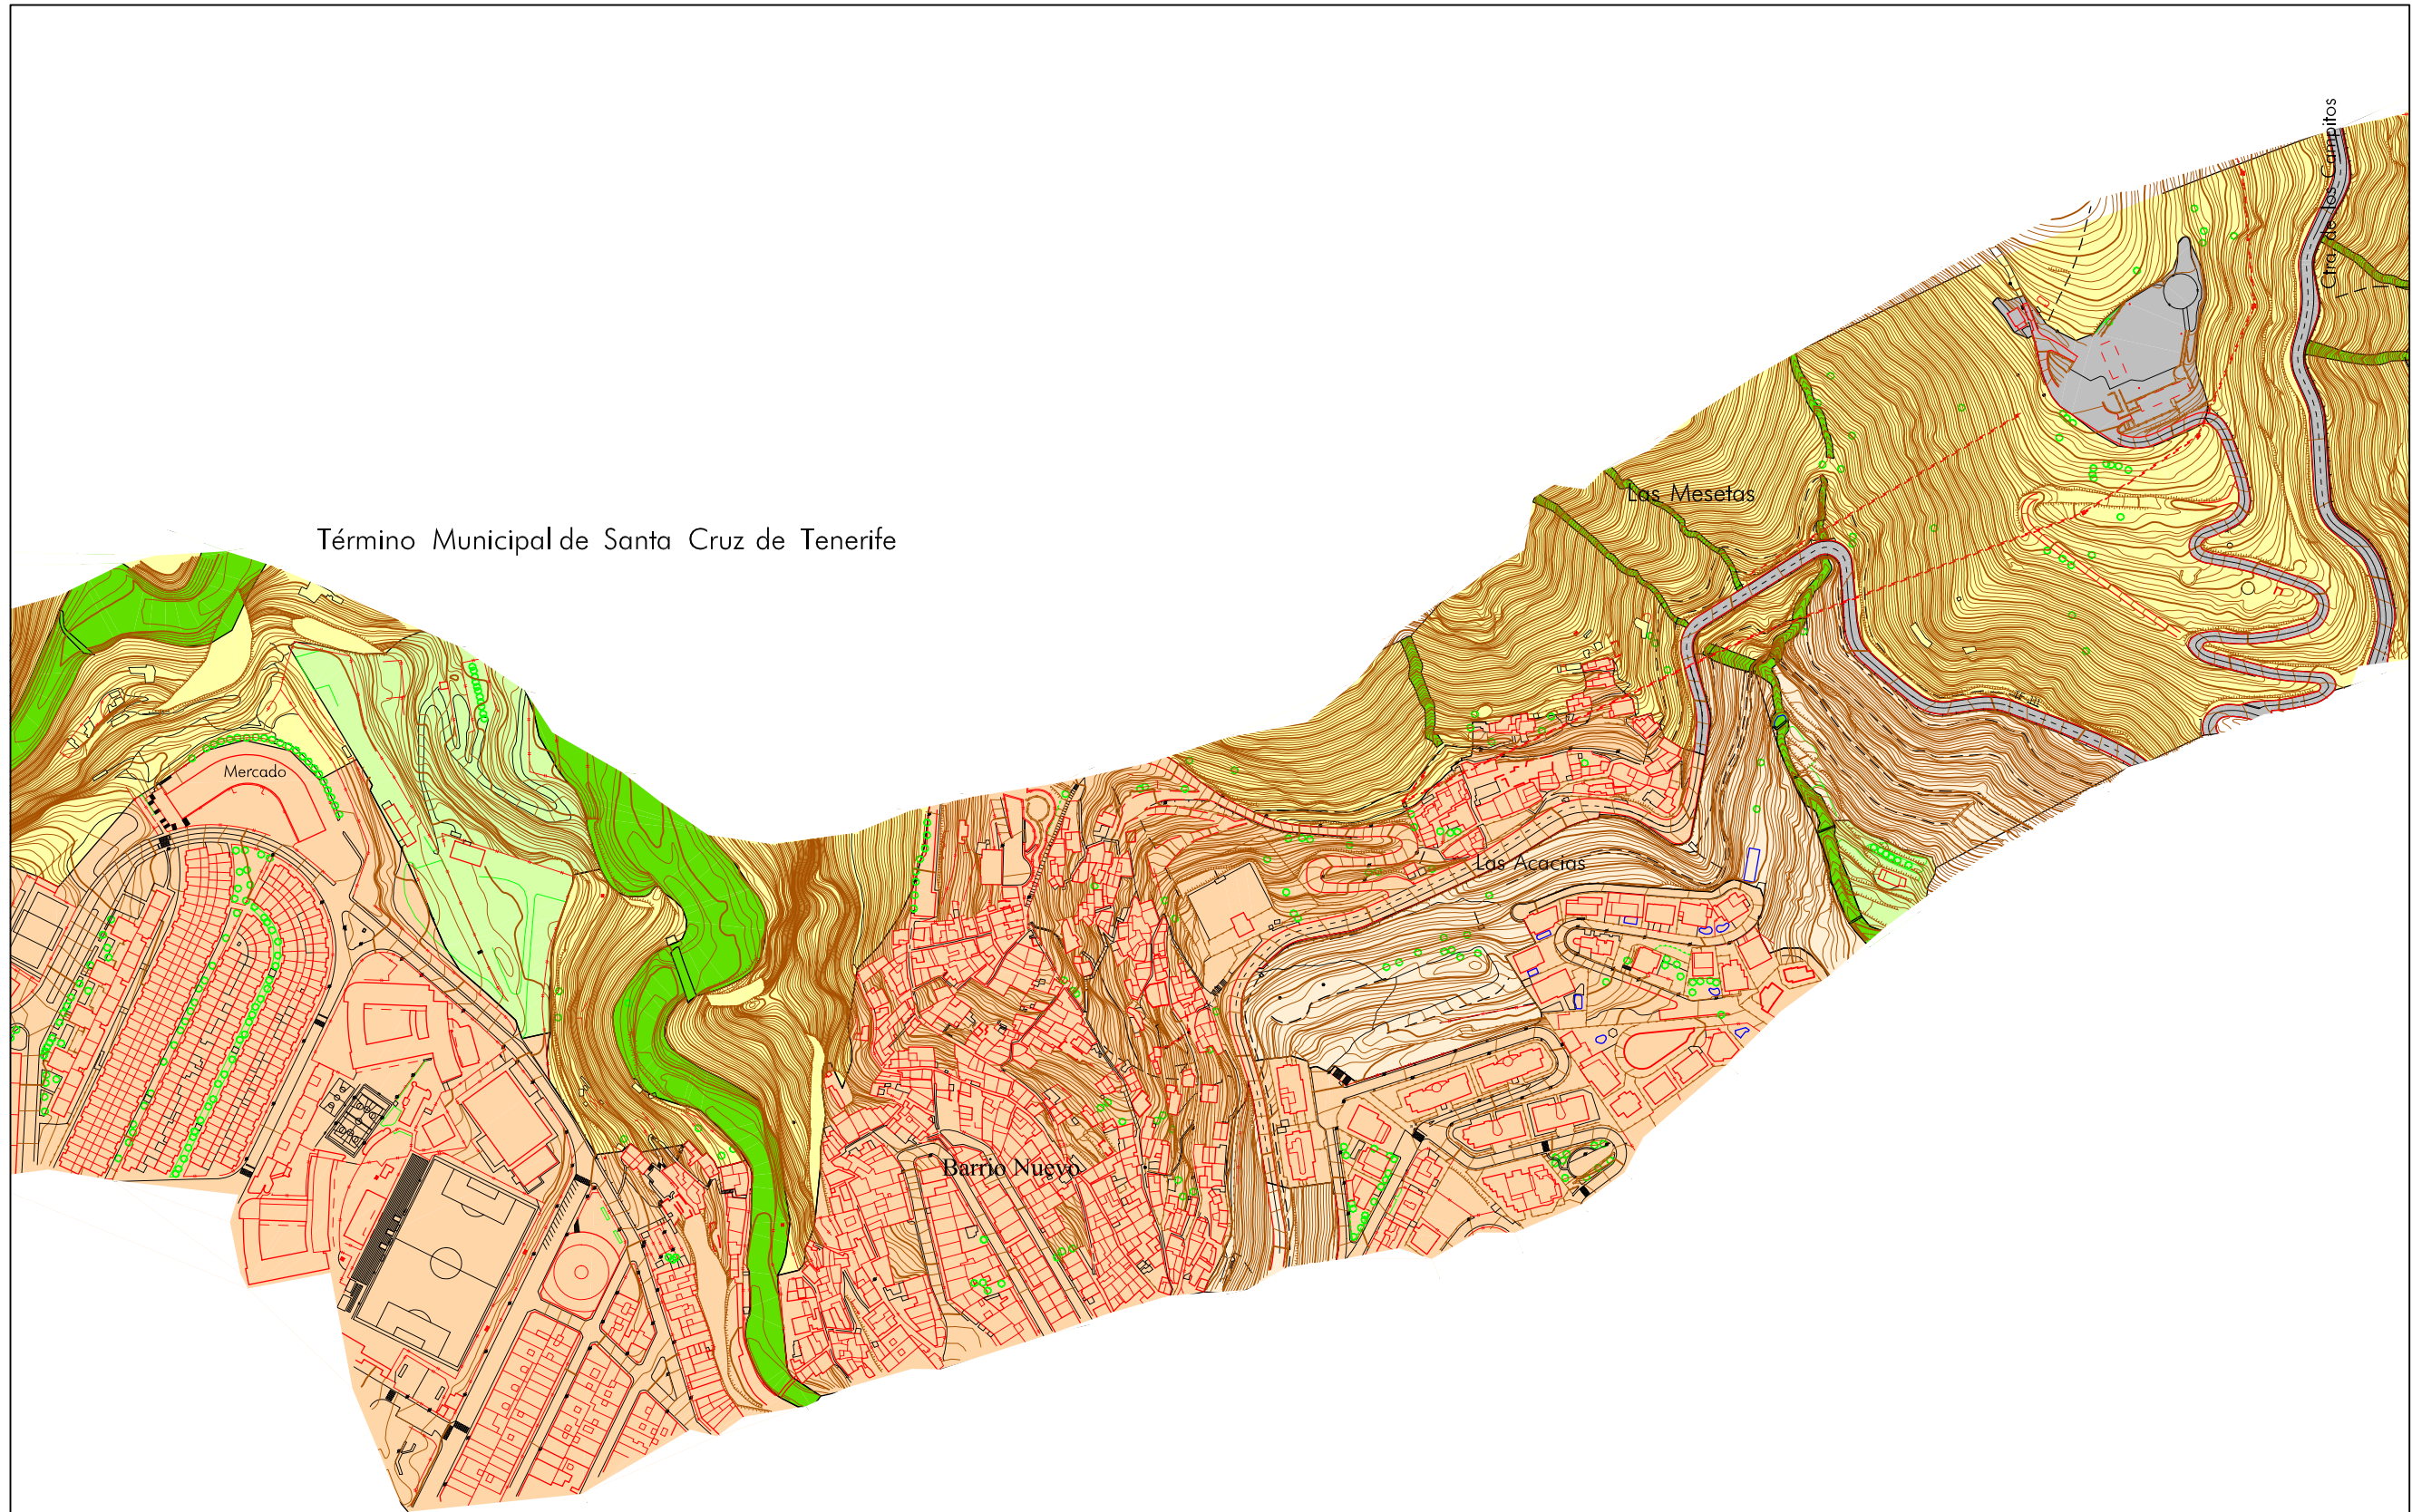 Ctra. de los Campitos
Las Mesetas
Término Municipal de Santa Cruz de Tenerife
Mercado
Las Acacias
Barrio Nuevo